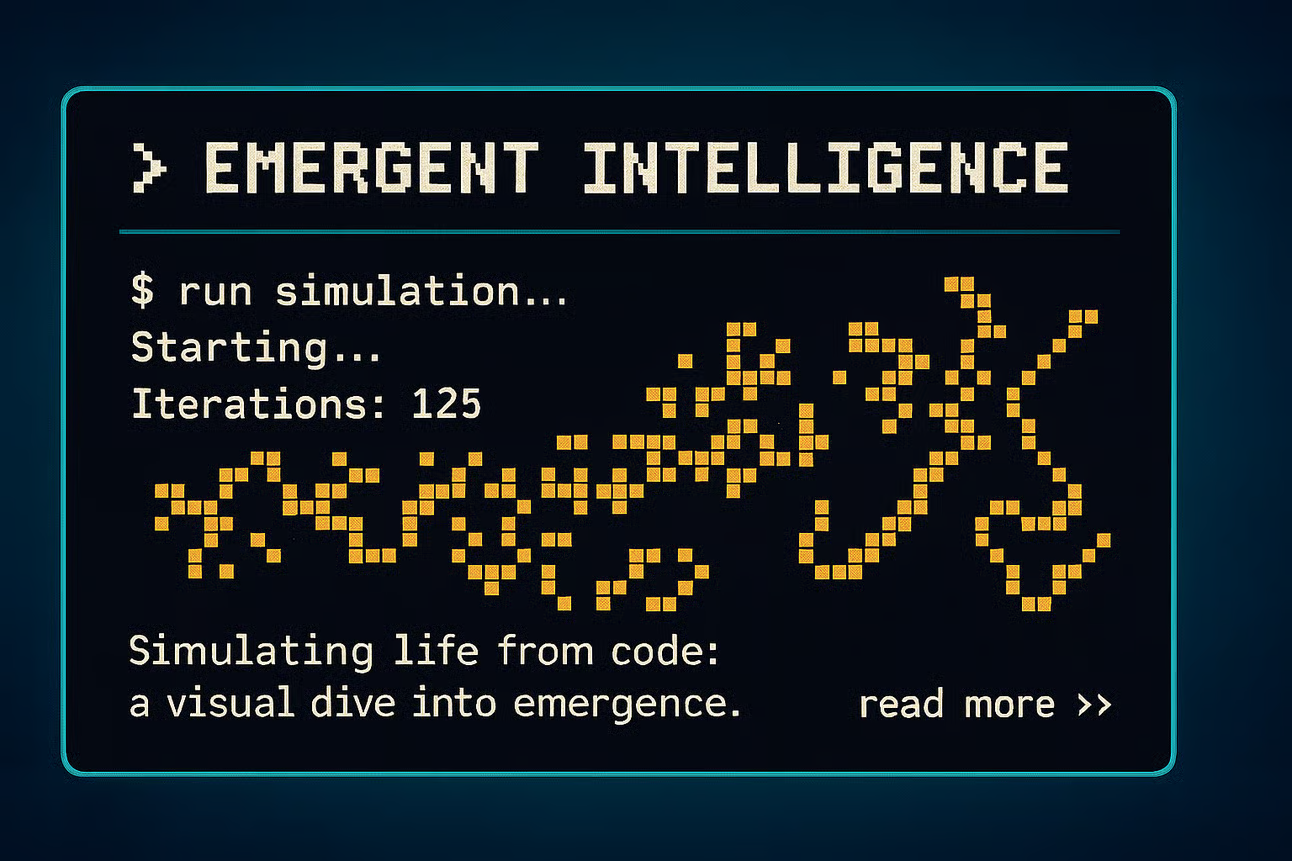 > EMERGENT INTELLIGENCE
$ run simulation...
Starting...
Iterations: 125
Simulating life from code:
a visual dive into emergence.
read more >>